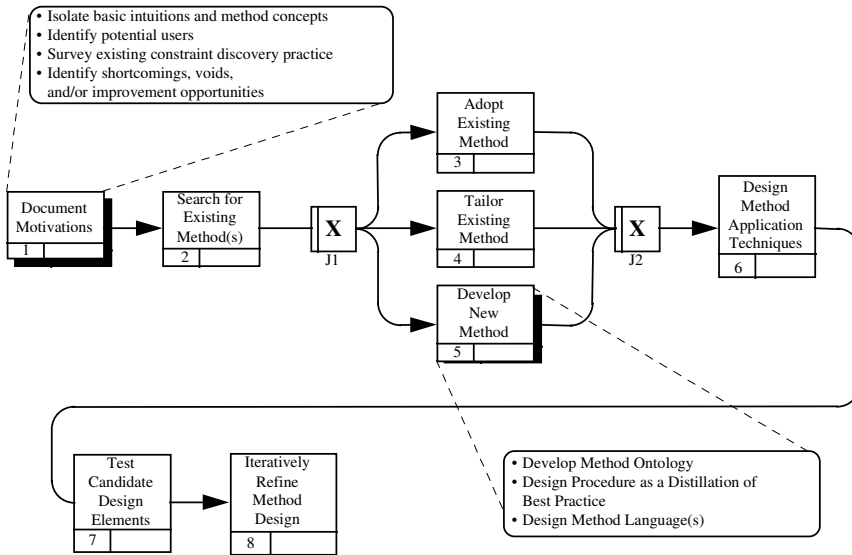 • Isolate basic intuitions and method concepts
• Identify potential users
• Survey existing constraint discovery practice
• Identify shortcomings, voids,
and/or improvement opportunities
Document
Motivations
1
Search for
Existing
Method(s)
2
X
J1
Adopt
Existing
Method
3
Tailor
Existing
Method
4
Develop
New
Method
5
X
J2
Design
Method
Application
Techniques
6
• Develop Method Ontology
• Design Procedure as a Distillation of
Best Practice
• Design Method Language(s)
Test
Candidate
Design
Elements
7
Iteratively
Refine
Method
Design
8